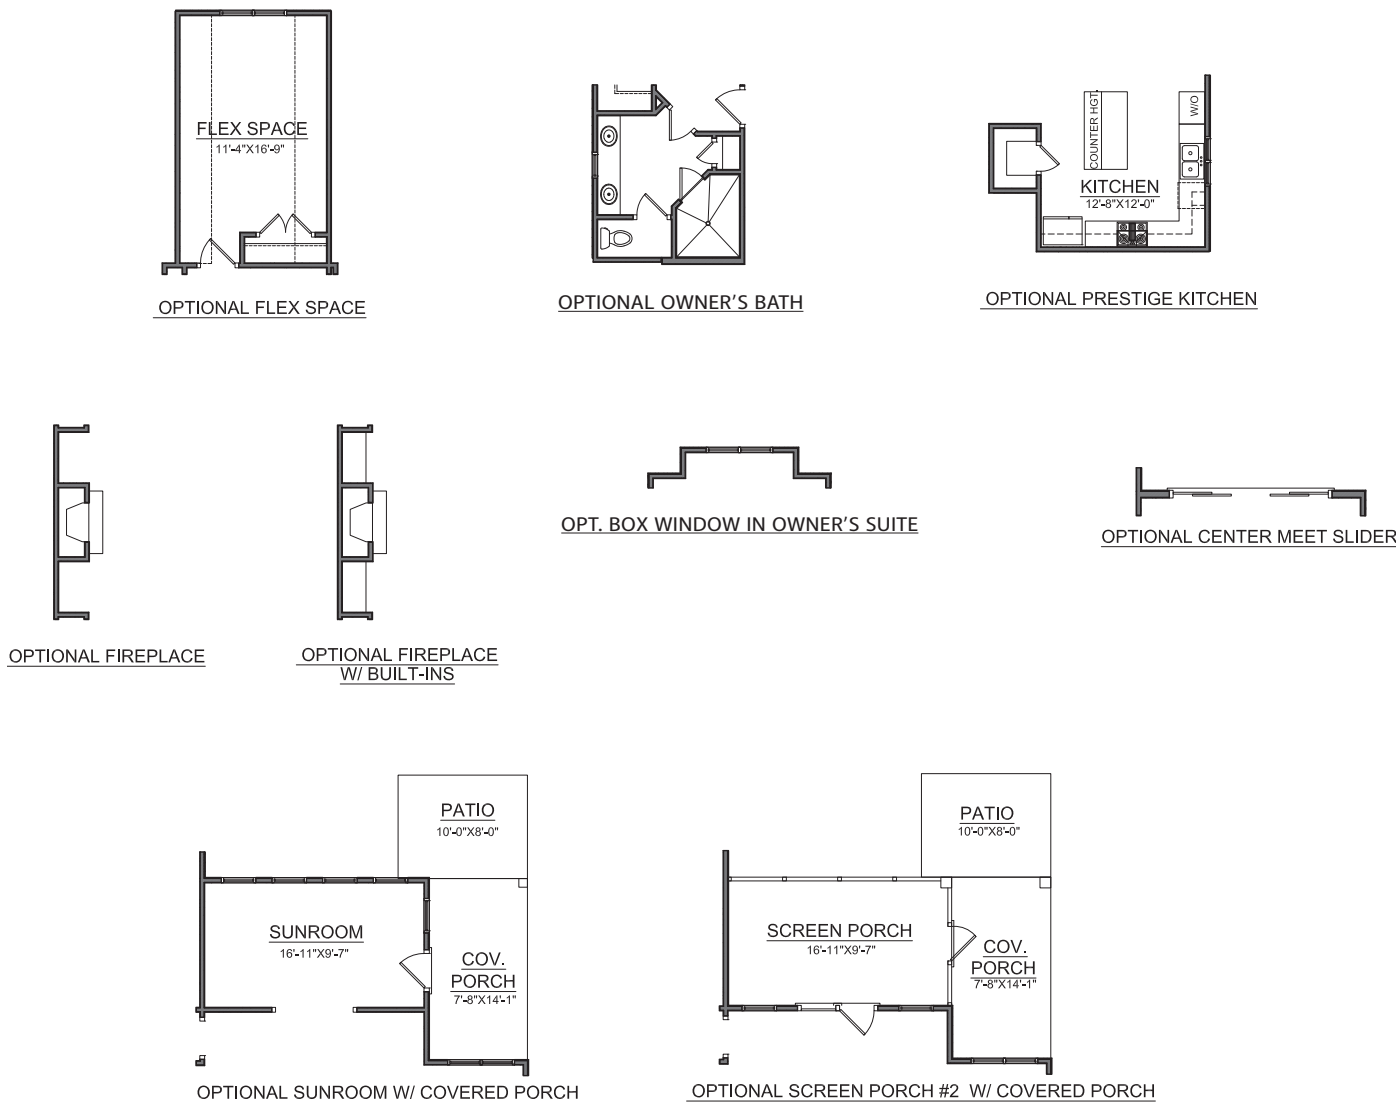 FLEX SPACE
11'-4"X16'-9"
OPTIONAL FLEX SPACE
OPTIONAL OWNER'S BATH
COUNTER HGT.
W/O
KITCHEN
12'-8"X12'-0"
OPTIONAL PRESTIGE KITCHEN
OPTIONAL FIREPLACE
OPTIONAL FIREPLACE
W/ BUILT-INS
OPT. BOX WINDOW IN OWNER'S SUITE
OPTIONAL CENTER MEET SLIDER
PATIO
10'-0"X8'-0"
SUNROOM
16'-11"X9'-7"
COV.
PORCH
7'-8"X14'-1"
OPTIONAL SUNROOM W/ COVERED PORCH
PATIO
10'-0"X8'-0"
SCREEN PORCH
16'-11"X9'-7"
COV.
PORCH
7'-8"X14'-1"
OPTIONAL SCREEN PORCH #2 W/ COVERED PORCH